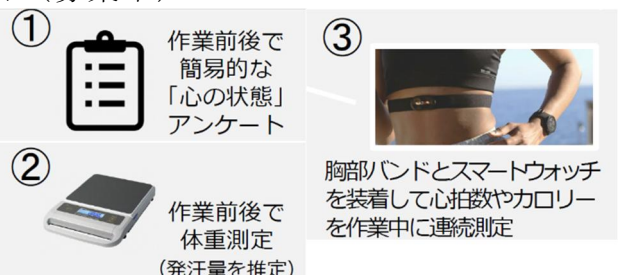 ①
作業前後で
簡易的な
「心の状態」
アンケート
②
作業前後で
体重測定
（発汗量を推定）
③
胸部バンドとスマートウォッチ
を装着して心拍数やカロリー
を作業中に連続測定